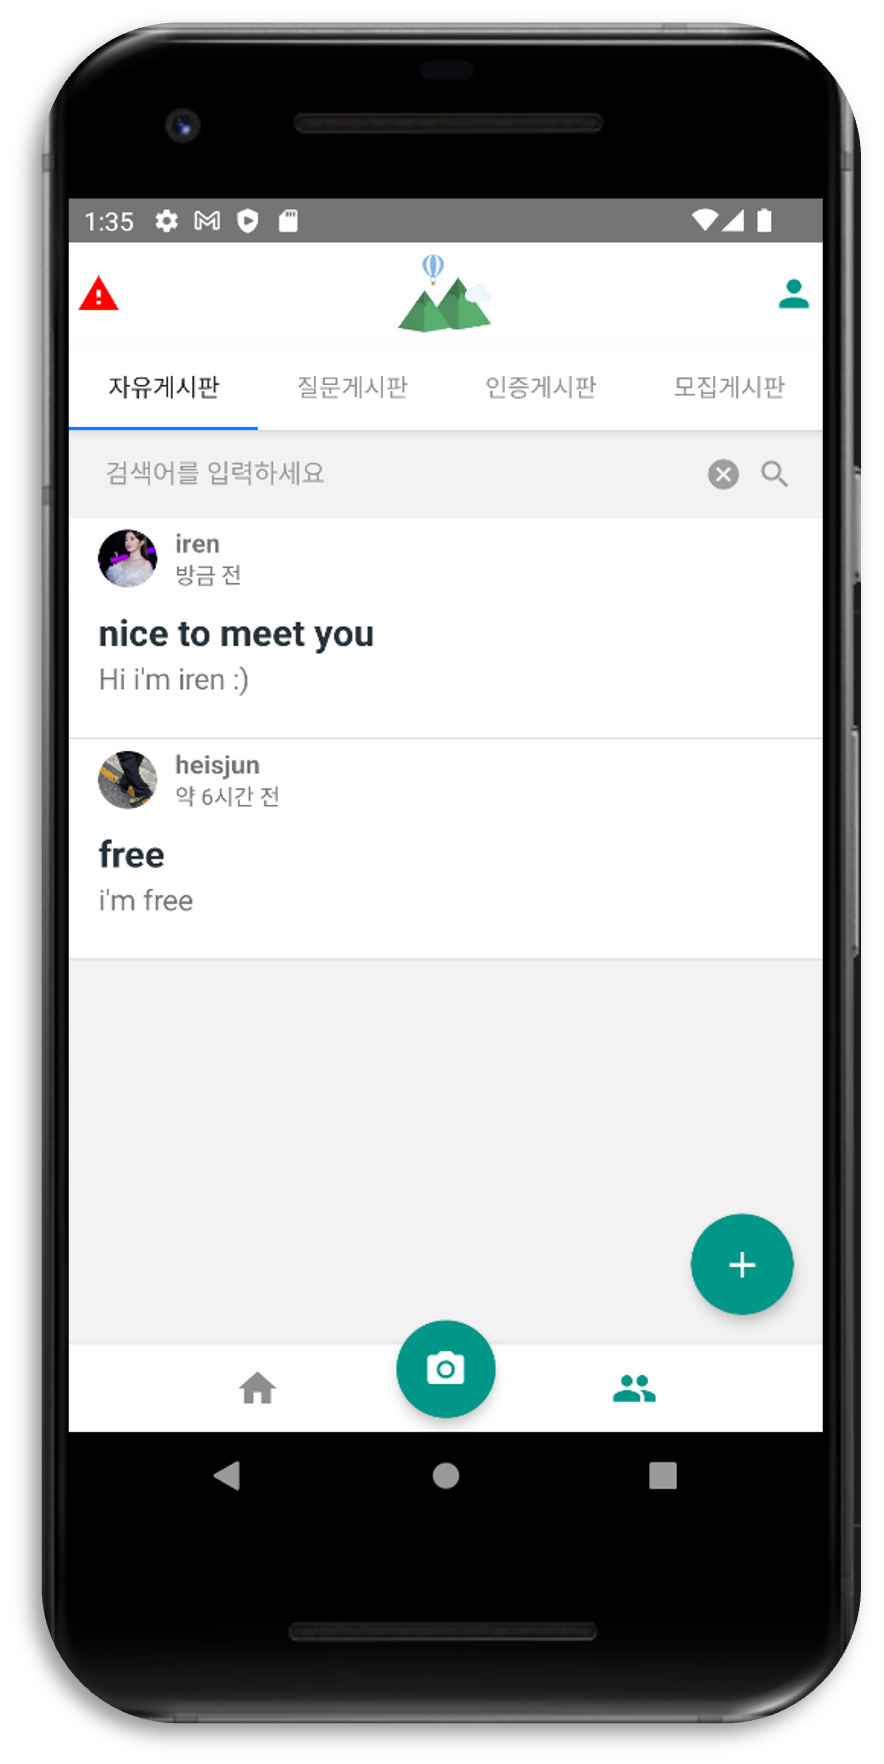 1:35
자유게시판 질문게시판 인증게시판 모집게시판
검색어를 입력하세요
iren
방금 전
nice to meet you
Hi i'm iren :)
heisjun
약 6시간 전
free
i'm free